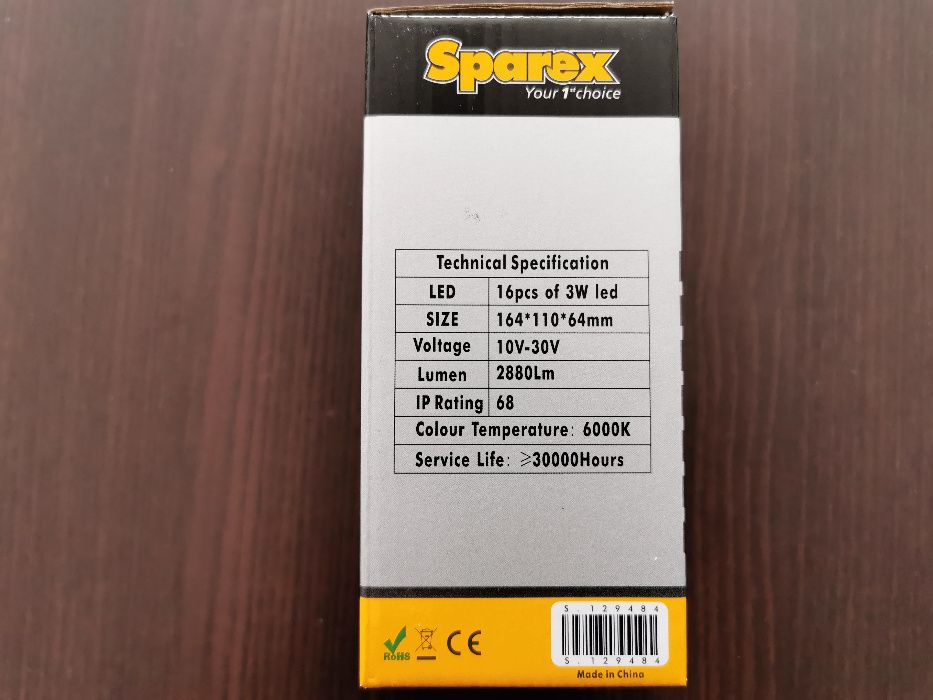 Sparex
Your 1st choice
Technical Specification
LED 16pcs of 3W led
SIZE 164*110*64mm
Voltage 10V-30V
Lumen 2880Lm
IP Rating 68
Colour Temperature: 6000K
Service Life: ⩾30000Hours
S.129484
RoHS CE
S.129484
Made in China